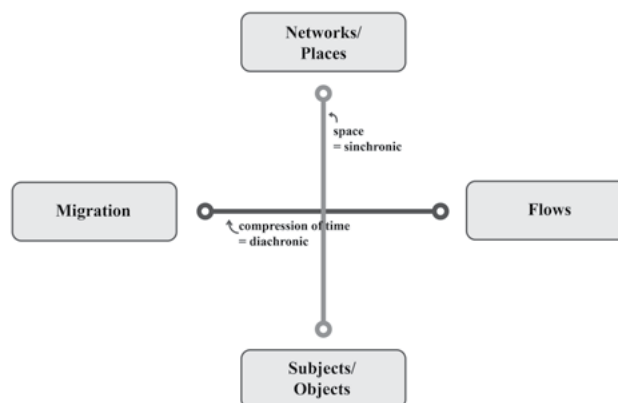 Networks/
Places
space
= sinchronic
Migration
Flows
compression of time
= diachronic
Subjects/
Objects